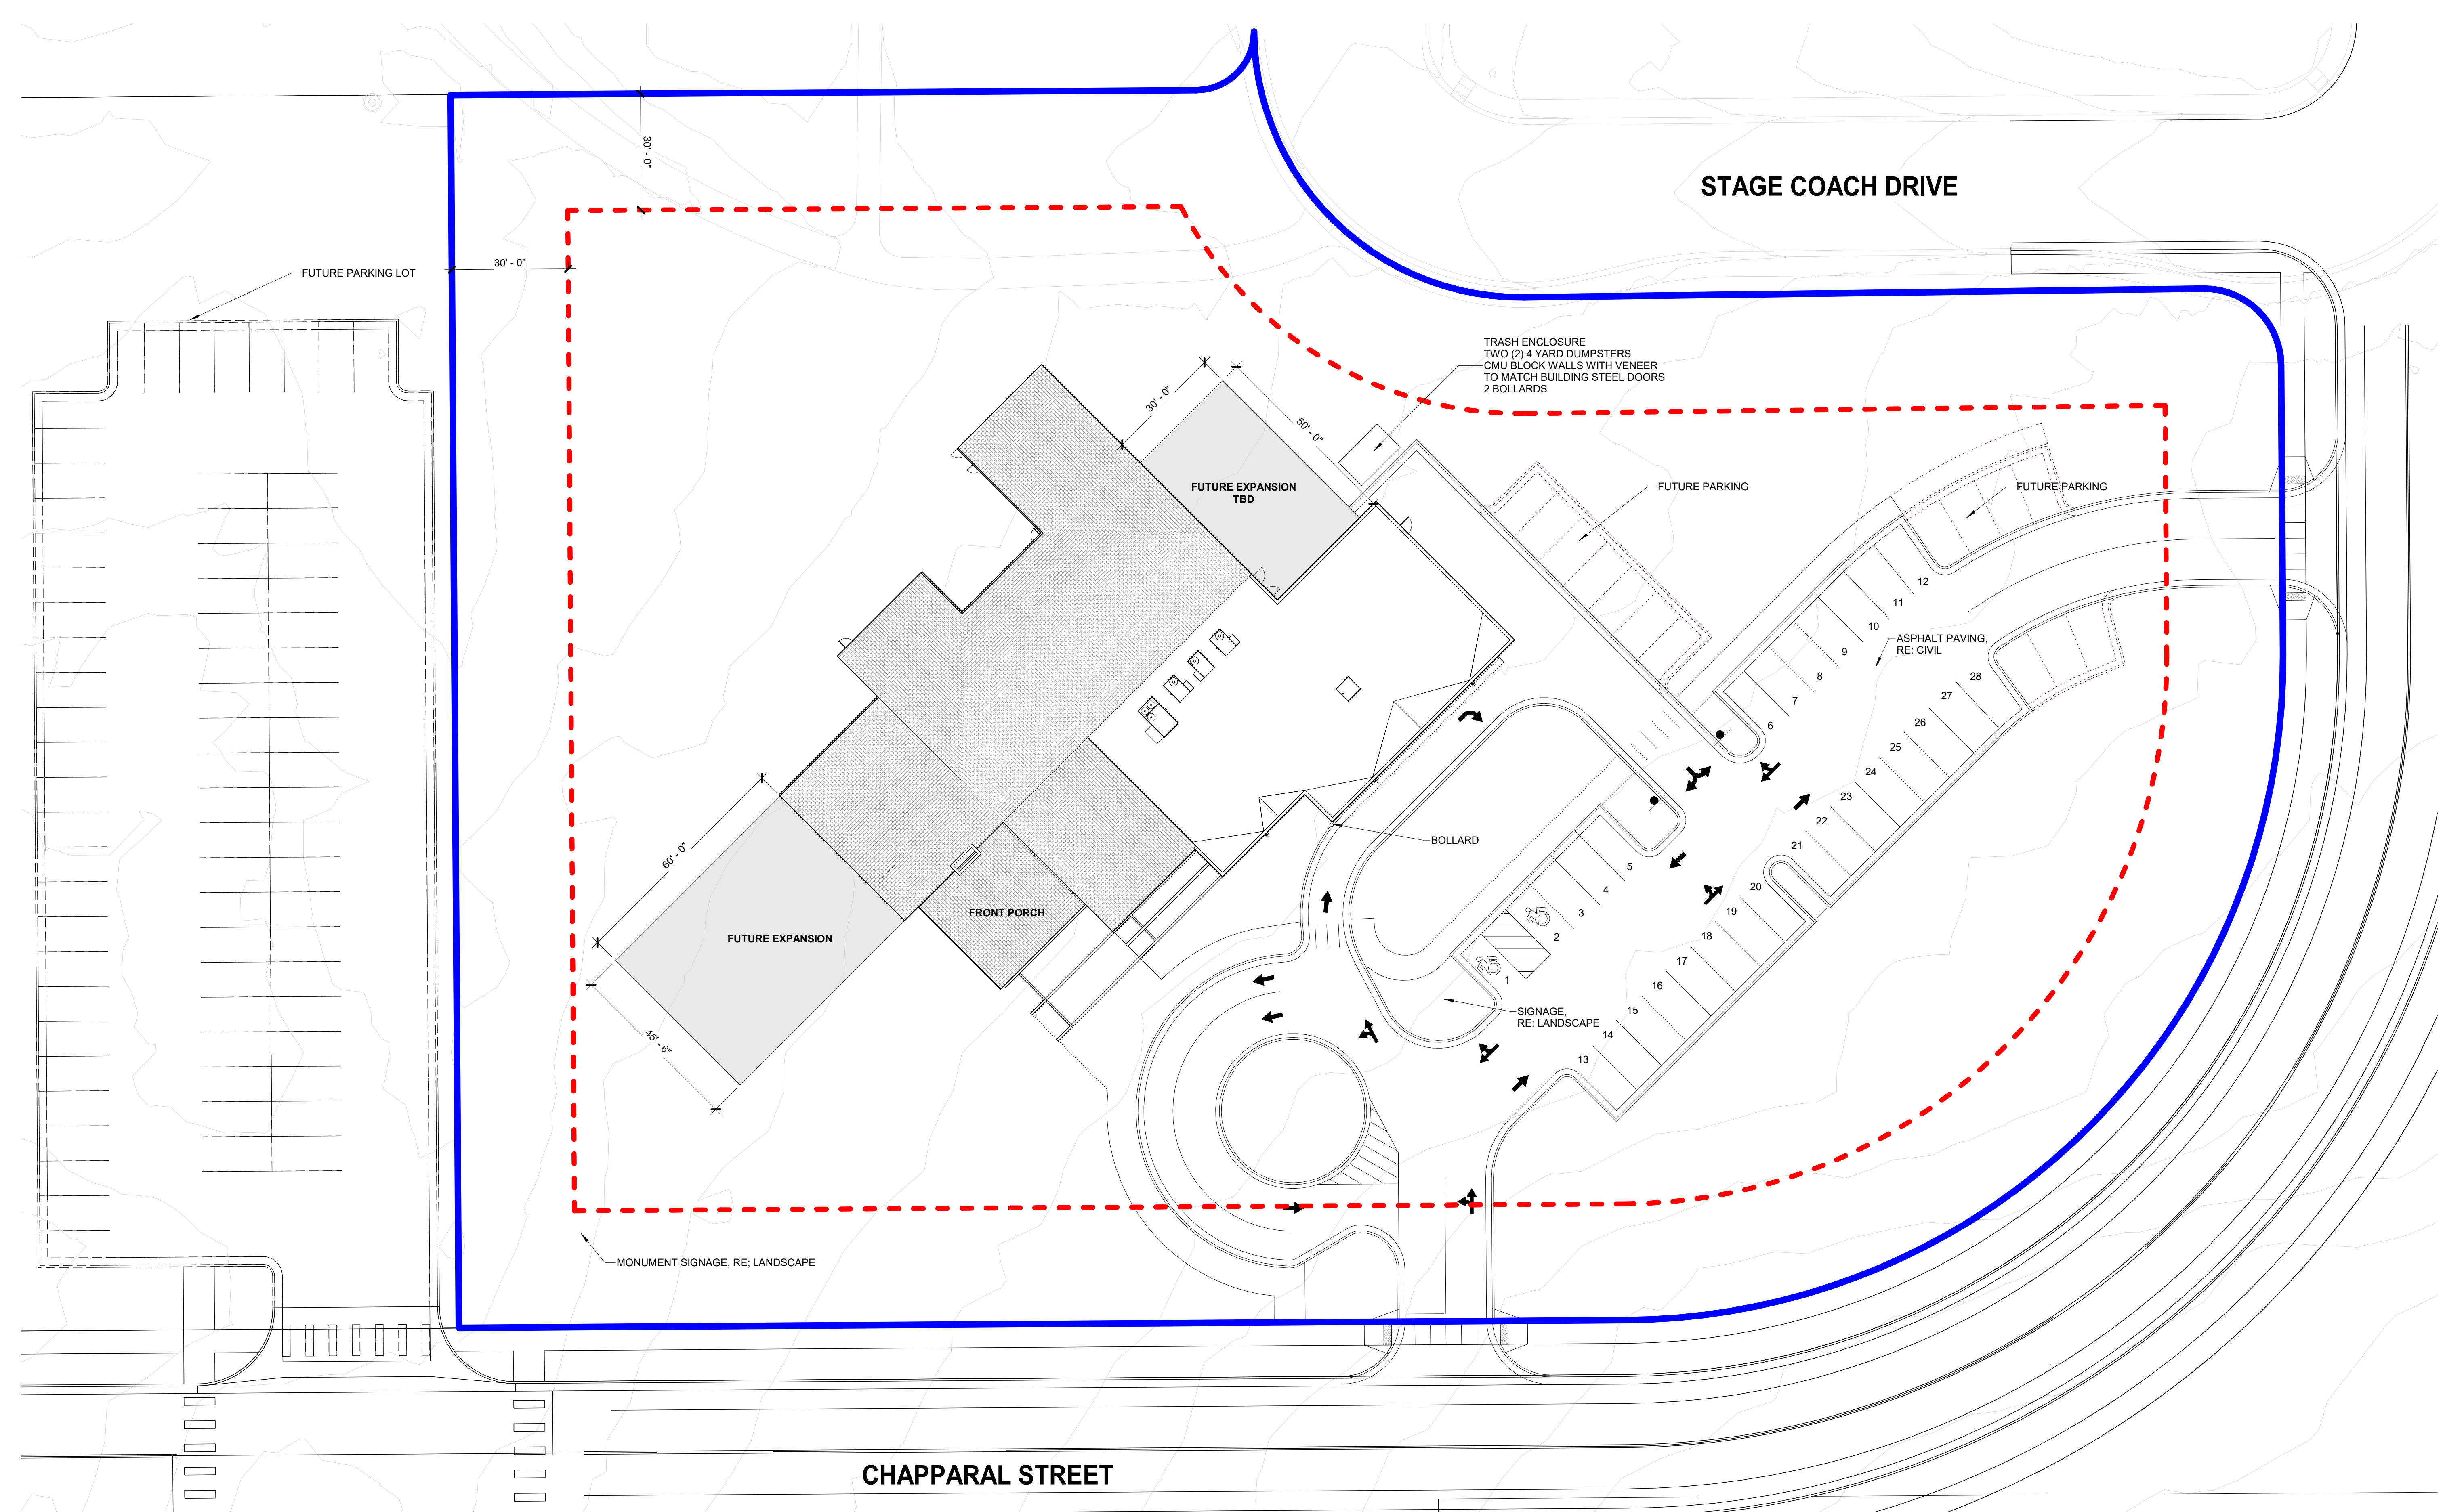 30' - 0"
STAGE COACH DRIVE
30' - 0"
FUTURE PARKING LOT
TRASH ENCLOSURE
TWO (2) 4 YARD DUMPSTERS
CMU BLOCK WALLS WITH VENEER
TO MATCH BUILDING STEEL DOORS
2 BOLLARDS
30' - 0"
50' - 0"
FUTURE EXPANSION
TBD
FUTURE PARKING
FUTURE PARKING
12
11
10
9
8
7
6
ASPHALT PAVING,
RE: CIVIL
28
27
26
25
24
23
22
21
20
19
18
17
16
15
14
13
BOLLARD
5
4
3
2
1
60' - 0"
FRONT PORCH
FUTURE EXPANSION
45' - 6"
SIGNAGE,
RE: LANDSCAPE
MONUMENT SIGNAGE, RE; LANDSCAPE
CHAPPARAL STREET